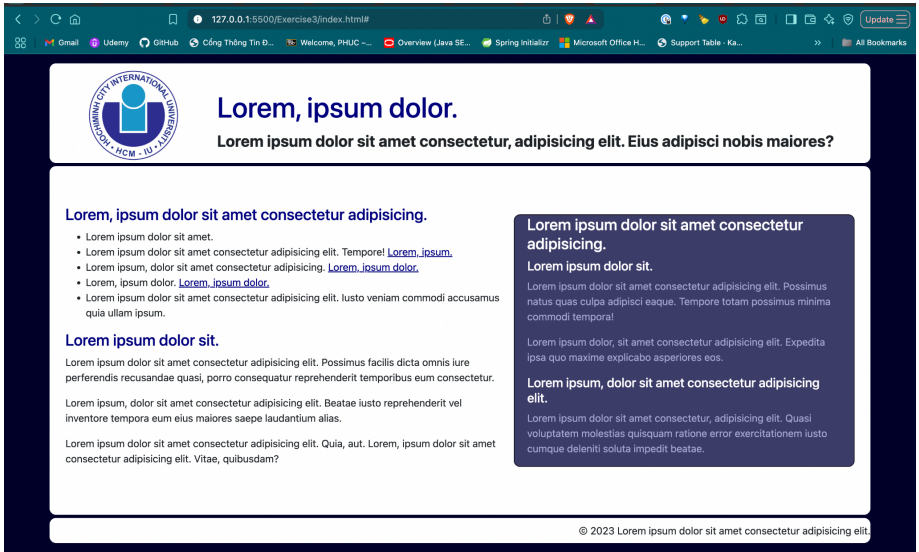 127.0.0.1:5500/Exercise3/index.html#
Update
Gmail
Udemy
GitHub
Cổng Thông Tin Đ...
Welcome, PHUC –...
Overview (Java SE...
Spring Initializr
Microsoft Office H...
Support Table · Ka...
»
All Bookmarks
HOCHIMINH CITY INTERNATIONAL UNIVERSITY
HCM - IU
Lorem, ipsum dolor.
Lorem ipsum dolor sit amet consectetur, adipisicing elit. Eius adipisci nobis maiores?
Lorem, ipsum dolor sit amet consectetur adipisicing.
• Lorem ipsum dolor sit amet.
• Lorem ipsum dolor sit amet consectetur adipisicing elit. Tempore! Lorem, ipsum.
• Lorem ipsum, dolor sit amet consectetur adipisicing. Lorem, ipsum dolor.
• Lorem, ipsum dolor. Lorem, ipsum dolor.
• Lorem ipsum dolor sit amet consectetur adipisicing elit. Iusto veniam commodi accusamus
quia ullam ipsum.
Lorem ipsum dolor sit.
Lorem ipsum dolor sit amet consectetur adipisicing elit. Possimus facilis dicta omnis iure
perferendis recusandae quasi, porro consequatur reprehenderit temporibus eum consectetur.
Lorem ipsum, dolor sit amet consectetur adipisicing elit. Beatae iusto reprehenderit vel
inventore tempora eum eius maiores saepe laudantium alias.
Lorem ipsum dolor sit amet consectetur adipisicing elit. Quia, aut. Lorem, ipsum dolor sit amet
consectetur adipisicing elit. Vitae, quibusdam?
Lorem ipsum dolor sit amet consectetur
adipisicing.
Lorem ipsum dolor sit.
Lorem ipsum dolor sit amet consectetur adipisicing elit. Possimus
natus quas culpa adipisci eaque. Tempore totam possimus minima
commodi tempora!
Lorem ipsum dolor, sit amet consectetur adipisicing elit. Expedita
ipsa quo maxime explicabo asperiores eos.
Lorem ipsum, dolor sit amet consectetur adipisicing
elit.
Lorem ipsum dolor sit amet consectetur, adipisicing elit. Quasi
voluptatem molestias quisquam ratione error exercitationem iusto
cumque deleniti soluta impedit beatae.
© 2023 Lorem ipsum dolor sit amet consectetur adipisicing elit.